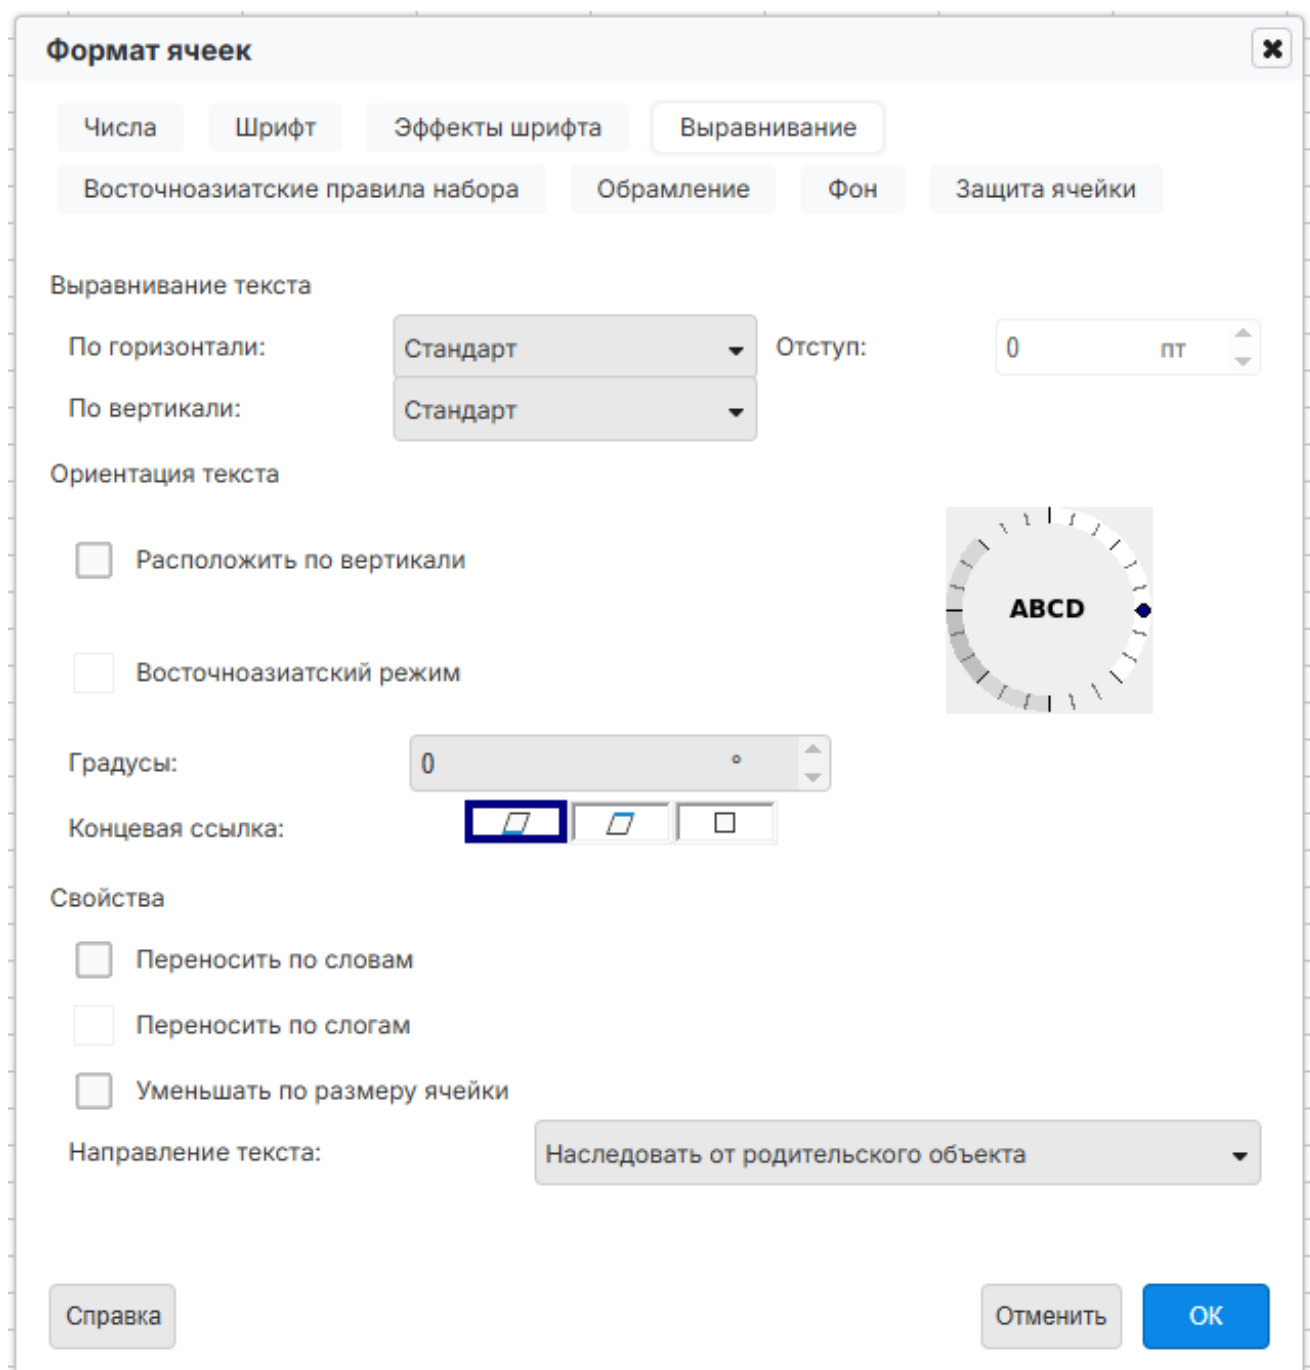 Формат ячеек
Числа Шрифт Эффекты шрифта Выравнивание
Восточноазиатские правила набора Обрамление Фон Защита ячейки
Выравнивание текста
По горизонтали: Стандарт Отступ: 0 пт
По вертикали: Стандарт
Ориентация текста
Расположить по вертикали
ABCD
Восточноазиатский режим
Градусы: 0 °
Концевая ссылка:
Свойства
Переносить по словам
Переносить по слогам
Уменьшать по размеру ячейки
Направление текста: Наследовать от родительского объекта
Справка Отменить ОК